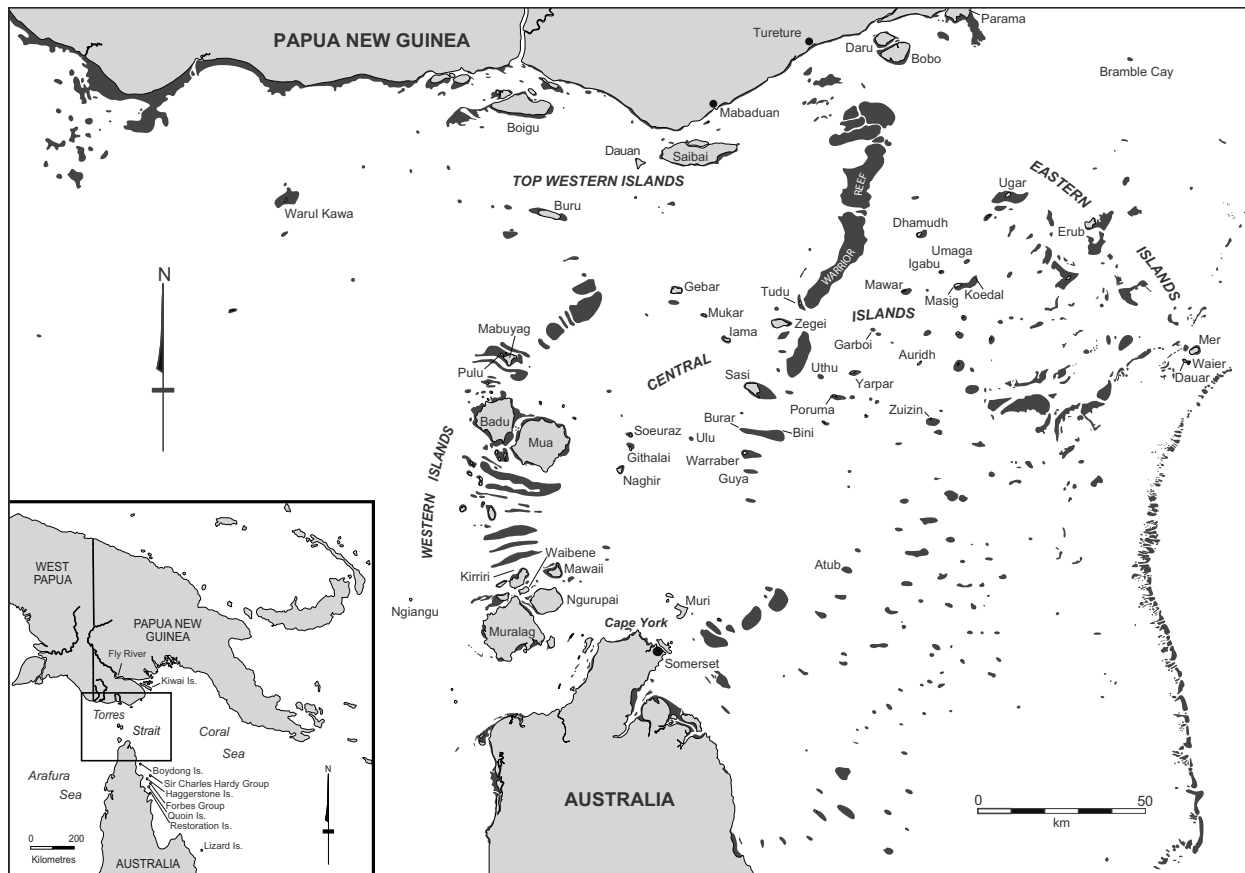 PAPUA NEW GUINEA
Tureture
Parama
Daru
Bobo
Bramble Cay
Mabaduan
Boigu
Dauan
Saibai
TOP WESTERN ISLANDS
Warul Kawa
Buru
REEF
WARRIOR
Ugar
EASTERN
ISLANDS
Erub
Dhamudh
Umaga
Igabu
Mawar
Masig
Koedal
N
Gebar
Tudu
Mukar
Iama
Zegei
CENTRAL
ISLANDS
Garboi
Auridh
Mer
Waier
Dauar
Mabuyag
Pulu
Sasi
Uthu
Yarpar
Poruma
Zuizin
Badu
Mua
WESTERN ISLANDS
Soeuraz
Githalai
Naghir
Ulu
Burar
Bini
Warraber
Guya
Waibene
Kirriri
Mawaii
Ngiangu
Ngurupai
Muralag
Muri
Atub
Cape York
Somerset
AUSTRALIA
0
50
km
WEST
PAPUA
PAPUA NEW
GUINEA
Fly River
Kiwai Is.
Torres
Strait
Coral
Sea
Arafura
Sea
Boydong Is.
Sir Charles Hardy Group
Haggerstone Is.
Forbes Group
Quoin Is.
Restoration Is.
Lizard Is.
N
0
200
Kilometres
AUSTRALIA